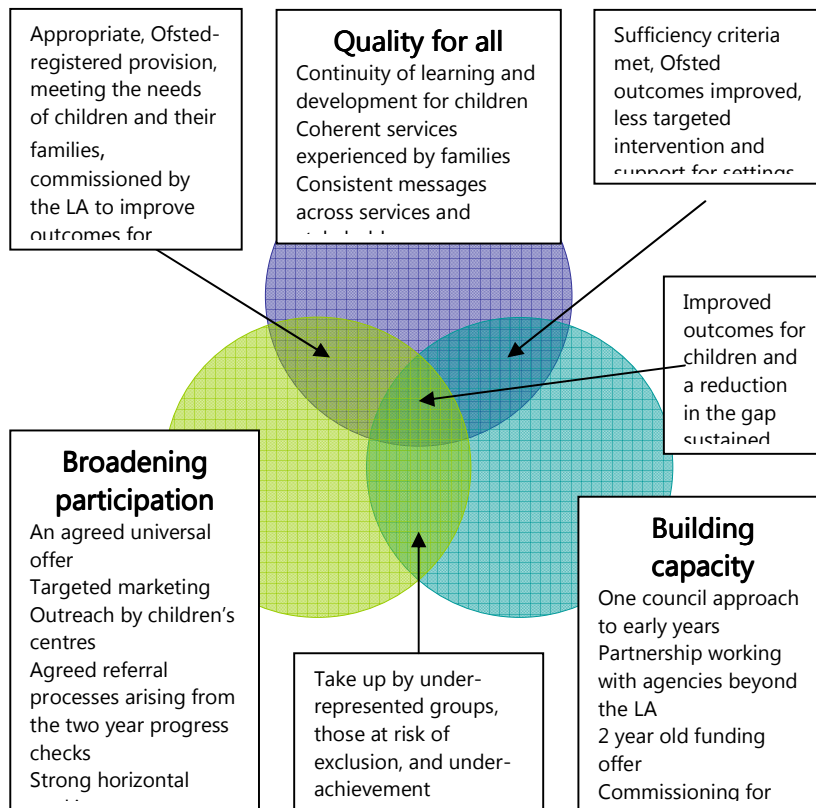 Appropriate, Ofsted-
registered provision,
meeting the needs
of children and their
families,
commissioned by
the LA to improve
outcomes for
Quality for all
Continuity of learning and
development for children
Coherent services
experienced by families
Consistent messages
across services and
Sufficiency criteria
met, Ofsted
outcomes improved,
less targeted
intervention and
support for settings
Improved
outcomes for
children and
a reduction
in the gap
sustained
Broadening
participation
An agreed universal
offer
Targeted marketing
Outreach by children's
centres
Agreed referral
processes arising from
the two year progress
checks
Strong horizontal
Take up by under-
represented groups,
those at risk of
exclusion, and under-
achievement
Building
capacity
One council approach
to early years
Partnership working
with agencies beyond
the LA
2 year old funding
offer
Commissioning for